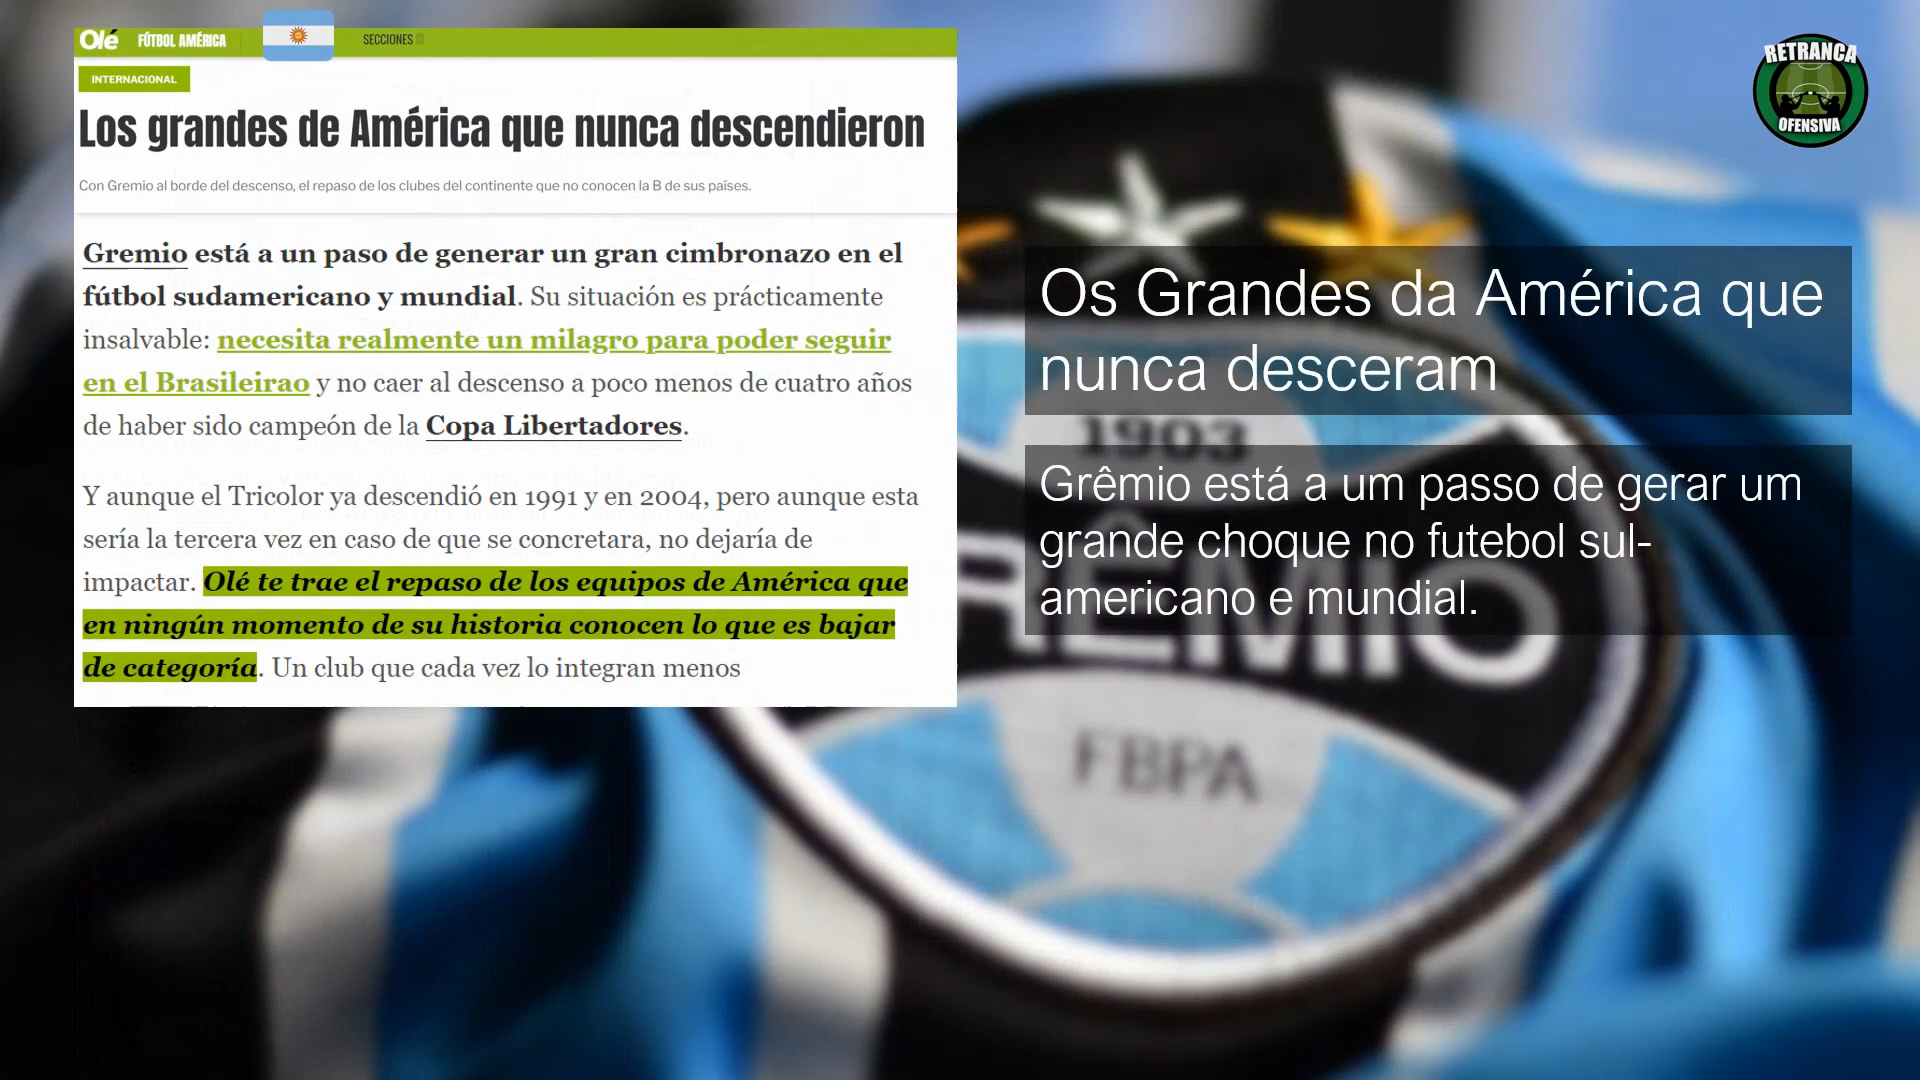 Olé FÚTBOL AMÉRICA SECCIONES
INTERNACIONAL
Los grandes de América que nunca descendieron
Con Gremio al borde del descenso, el repaso de los clubes del continente que no conocen la B de sus países.
Gremio está a un paso de generar un gran cimbronazo en el
fútbol sudamericano y mundial. Su situación es prácticamente
insalvable: necesita realmente un milagro para poder seguir
en el Brasileirao y no caer al descenso a poco menos de cuatro años
de haber sido campeón de la Copa Libertadores.
Y aunque el Tricolor ya descendió en 1991 y en 2004, pero aunque esta
sería la tercera vez en caso de que se concretara, no dejaría de
impactar. Olé te trae el repaso de los equipos de América que
en ningún momento de su historia conocen lo que es bajar
de categoría. Un club que cada vez lo integran menos
RETRANCA
OFENSIVA
Os Grandes da América que
nunca desceram
Grêmio está a um passo de gerar um
grande choque no futebol sul-
americano e mundial.
1903
RÊMIO
FBPA